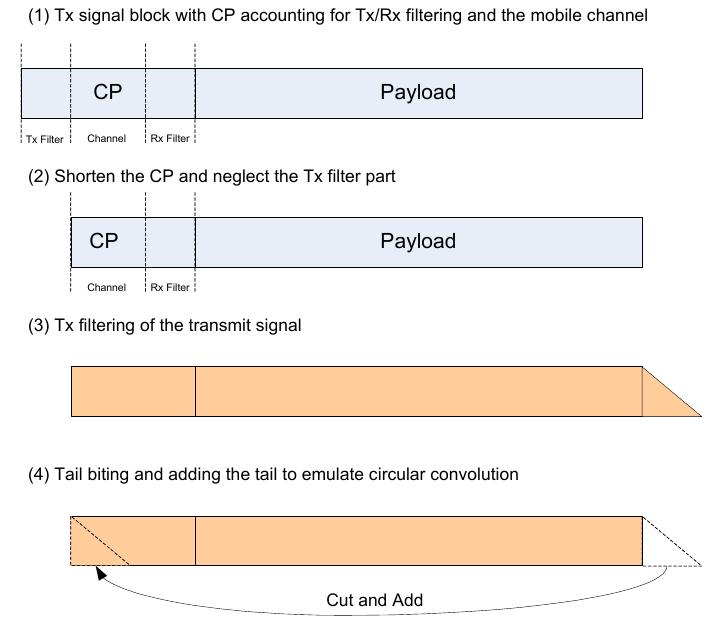 (1) Tx signal block with CP accounting for Tx/Rx filtering and the mobile channel
CP
Payload
Tx Filter
Channel
Rx Filter
(2) Shorten the CP and neglect the Tx filter part
CP
Payload
Channel
Rx Filter
(3) Tx filtering of the transmit signal
(4) Tail biting and adding the tail to emulate circular convolution
Cut and Add